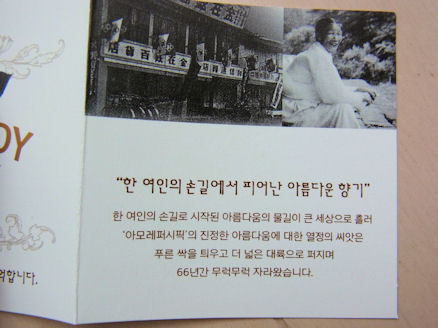 OY
억합니다.
“한 여인의 손길에서 피어난 아름다운 향기”
한 여인의 손길로 시작된 아름다움의 물길이 큰 세상으로 흘러
‘아모레퍼시픽’의 진정한 아름다움에 대한 열정의 씨앗은
푸른 싹을 틔우고 더 넓은 대륙으로 퍼지며
66년간 무럭무럭 자라왔습니다.